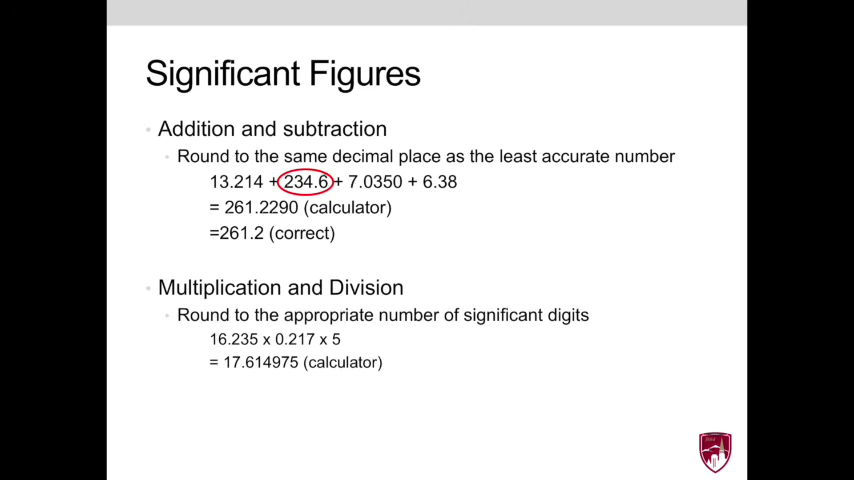 Significant Figures
• Addition and subtraction
• Round to the same decimal place as the least accurate number
13.214 + 234.6 + 7.0350 + 6.38
= 261.2290 (calculator)
=261.2 (correct)
• Multiplication and Division
• Round to the appropriate number of significant digits
16.235 x 0.217 x 5
= 17.614975 (calculator)